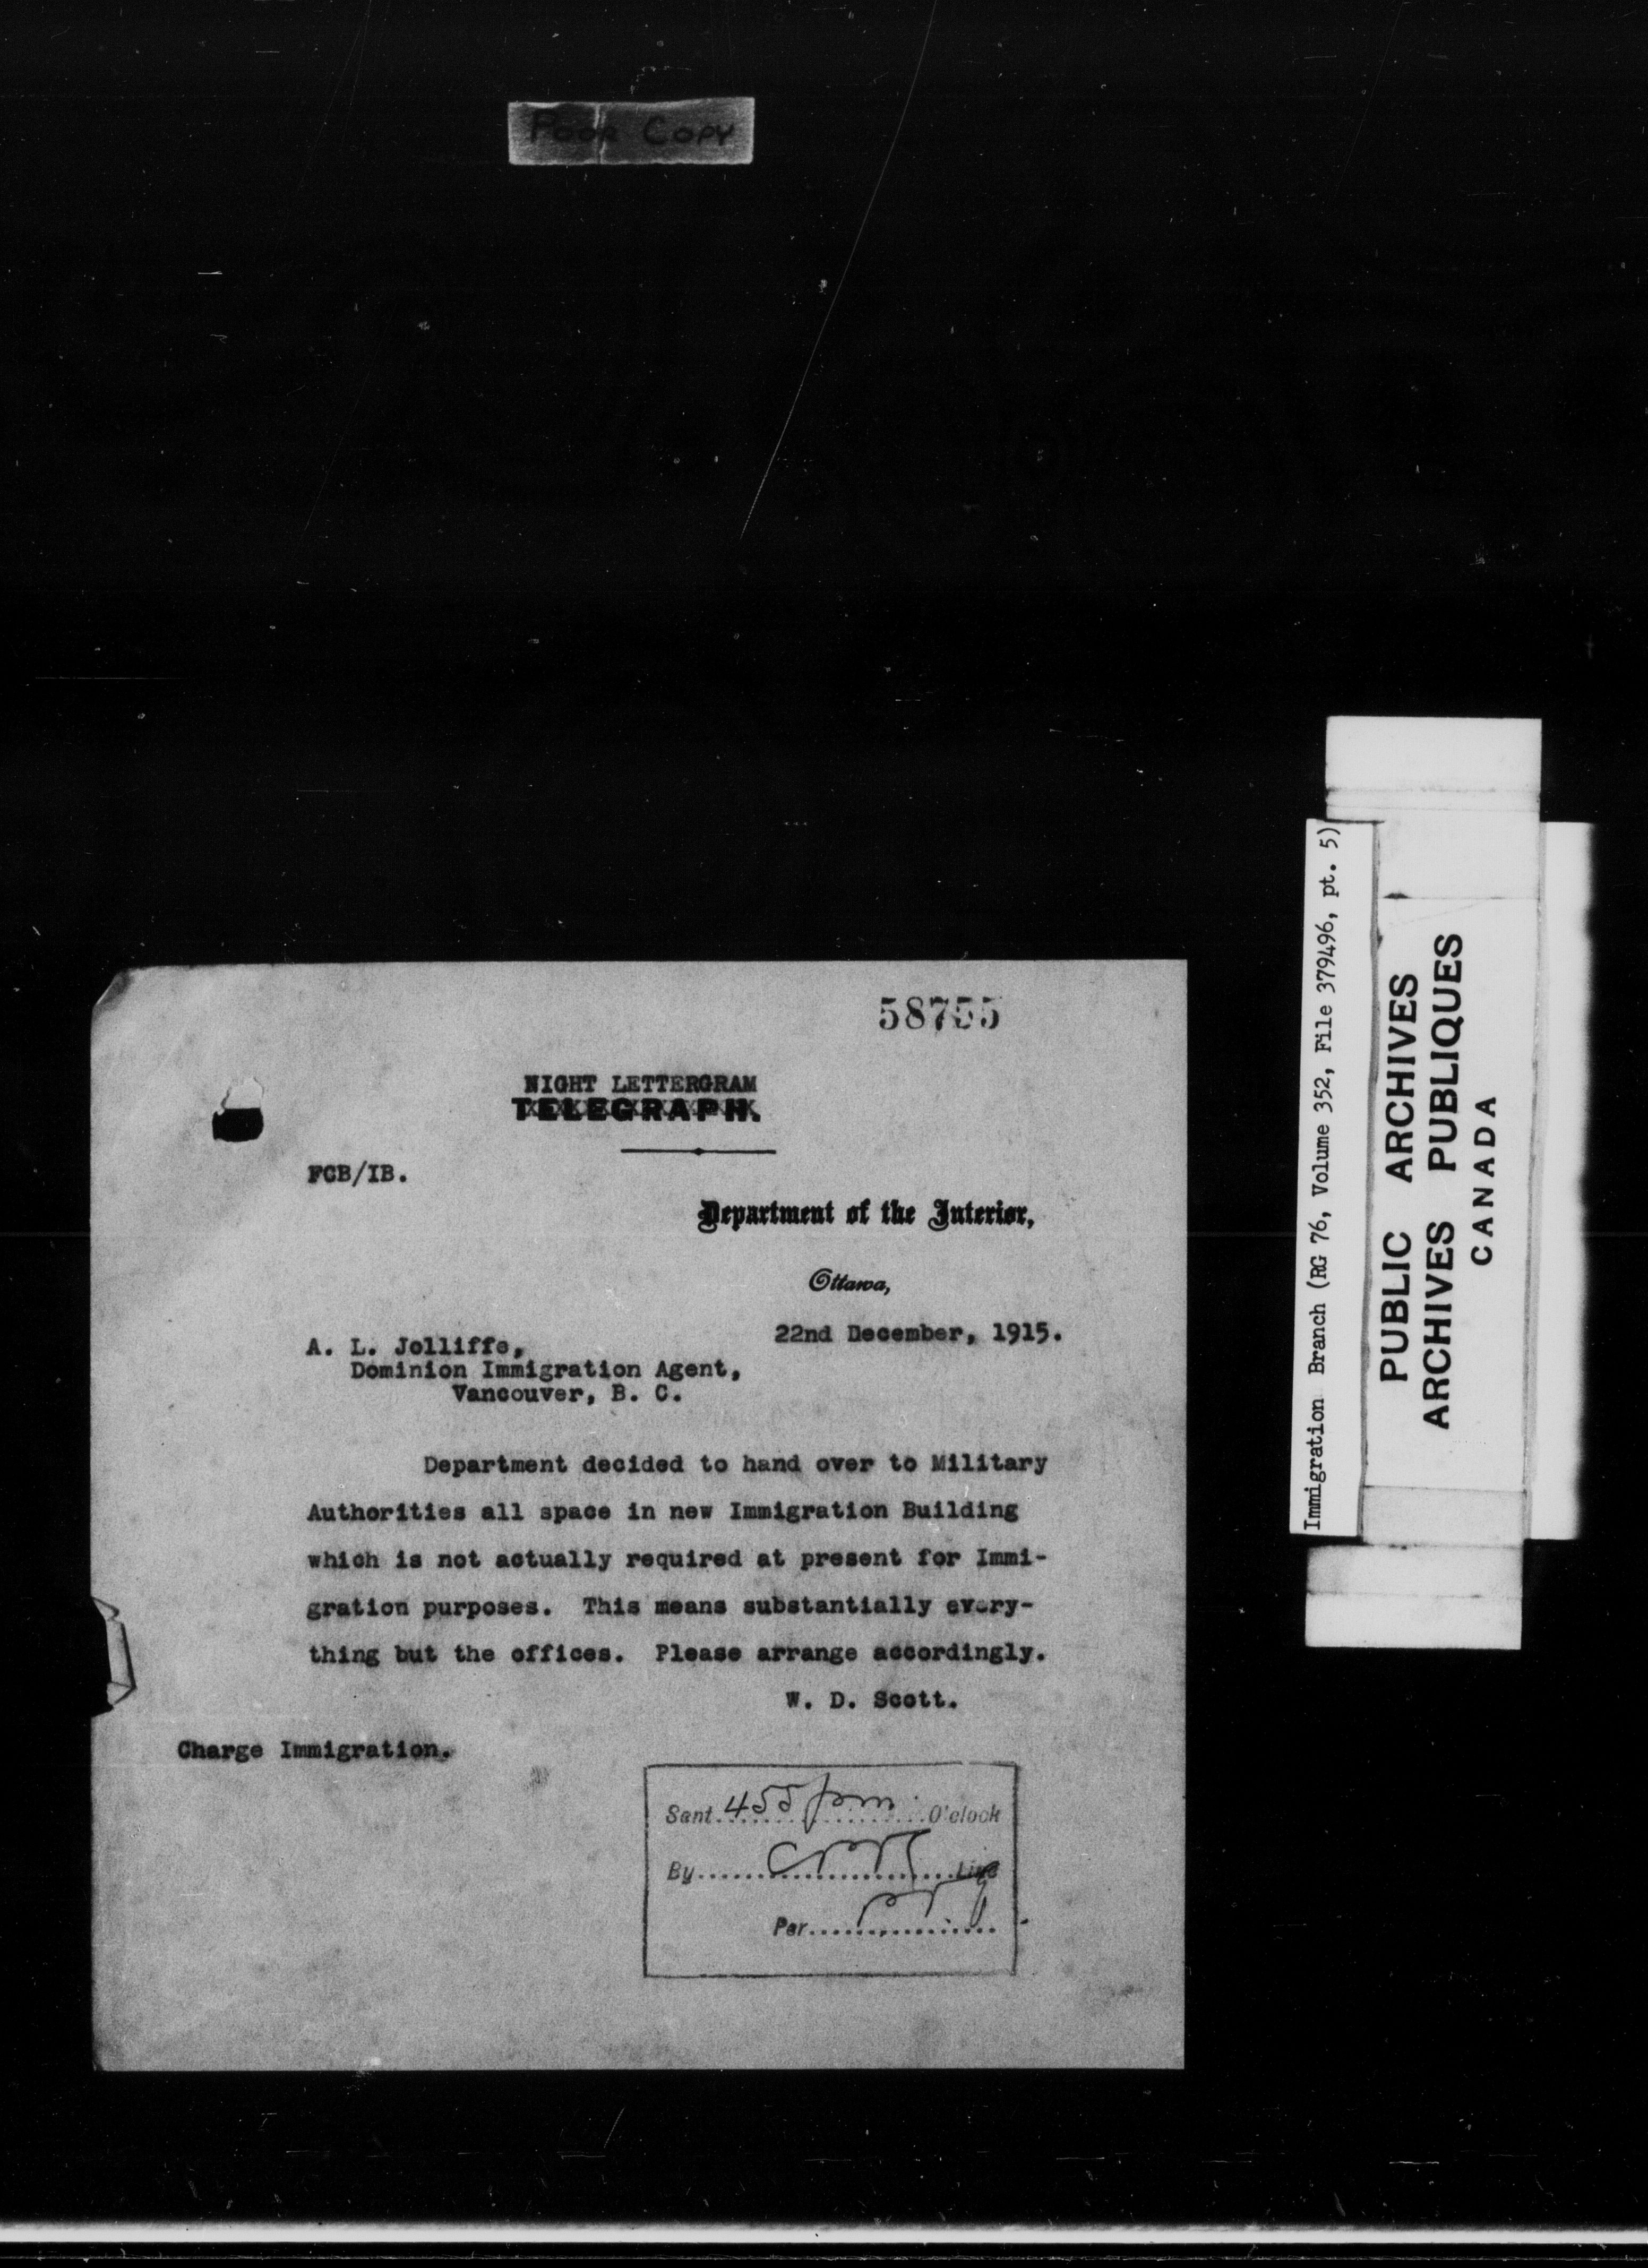 Poor Copy
58755
NIGHT LETTERGRAM
TELEGRAPH.
FCB/IB.
Department of the Interior,
Ottawa,
22nd December, 1915.
A. L. Jolliffe,
Dominion Immigration Agent,
Vancouver, B. C.
Department decided to hand over to Military
Authorities all space in new Immigration Building
which is not actually required at present for Immi-
gration purposes. This means substantially every-
thing but the offices. Please arrange accordingly.
W. D. Scott.
Charge Immigration.
Sent 455 pm O'clock
By Line
Per
Immigration Branch (RG 76, Volume 352, File 379496, pt. 5)
PUBLIC ARCHIVES
ARCHIVES PUBLIQUES
CANADA